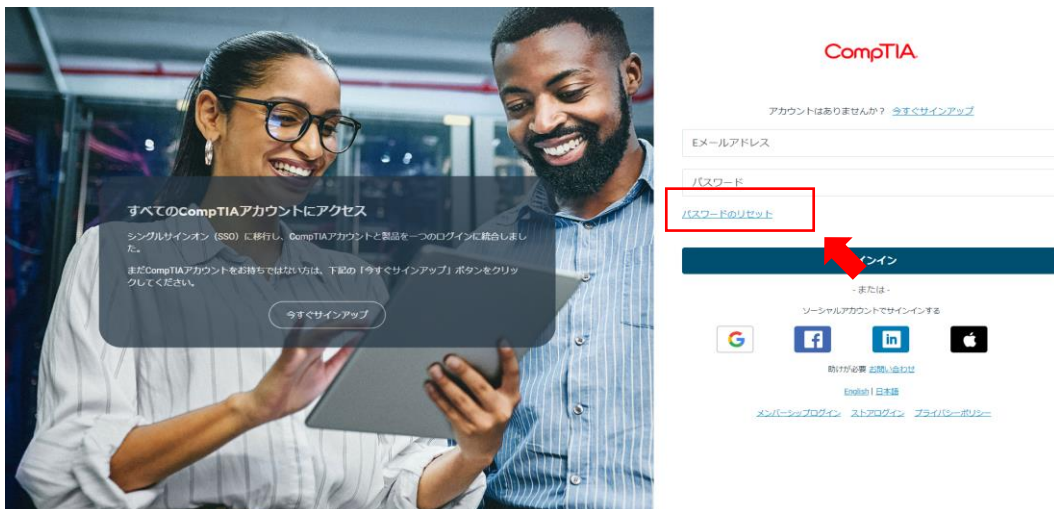 すべてのCompTIAアカウントにアクセス
シングルサインオン（SSO）に移行し、CompTIAアカウントと製品を一つのログインに統合しまし
た。
まだCompTIAアカウントをお持ちではない方は、下記の「今すぐサインアップ」ボタンをクリッ
クしてください。
今すぐサインアップ
CompTIA
アカウントはありませんか？ 今すぐサインアップ
Eメールアドレス
パスワード
パスワードのリセット
インイン
- または -
ソーシャルアカウントでサインインする
G f in
助けが必要 お問い合わせ
English | 日本語
メンバーシップログイン ストアログイン プライバシーポリシー